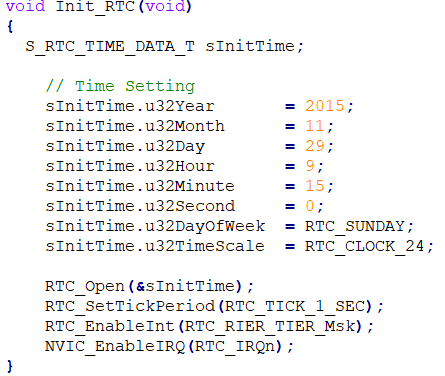 void Init_RTC(void)
{
  S_RTC_TIME_DATA_T sInitTime;

    // Time Setting
    sInitTime.u32Year       = 2015;
    sInitTime.u32Month      = 11;
    sInitTime.u32Day        = 29;
    sInitTime.u32Hour       = 9;
    sInitTime.u32Minute     = 15;
    sInitTime.u32Second     = 0;
    sInitTime.u32DayOfWeek  = RTC_SUNDAY;
    sInitTime.u32TimeScale  = RTC_CLOCK_24;

    RTC_Open(&sInitTime);
    RTC_SetTickPeriod(RTC_TICK_1_SEC);
    RTC_EnableInt(RTC_RIER_TIER_Msk);
    NVIC_EnableIRQ(RTC_IRQn);
}